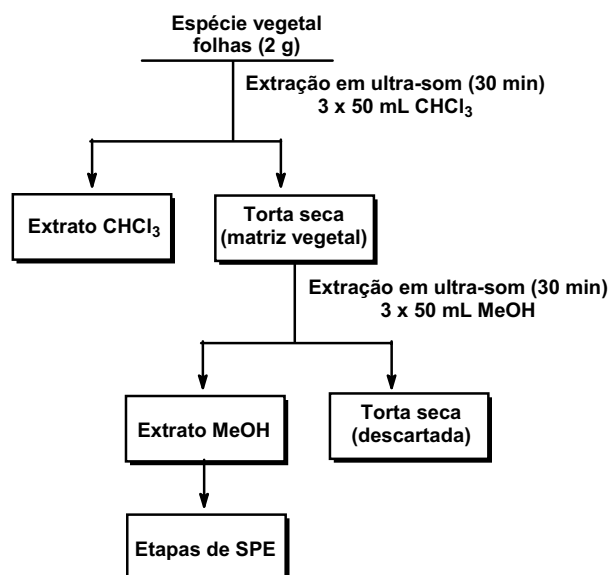 Espécie vegetal
folhas (2 g)
Extração em ultra-som (30 min)
3 x 50 mL CHCl₃
Extrato CHCl₃
Torta seca
(matriz vegetal)
Extração em ultra-som (30 min)
3 x 50 mL MeOH
Extrato MeOH
Torta seca
(descartada)
Etapas de SPE